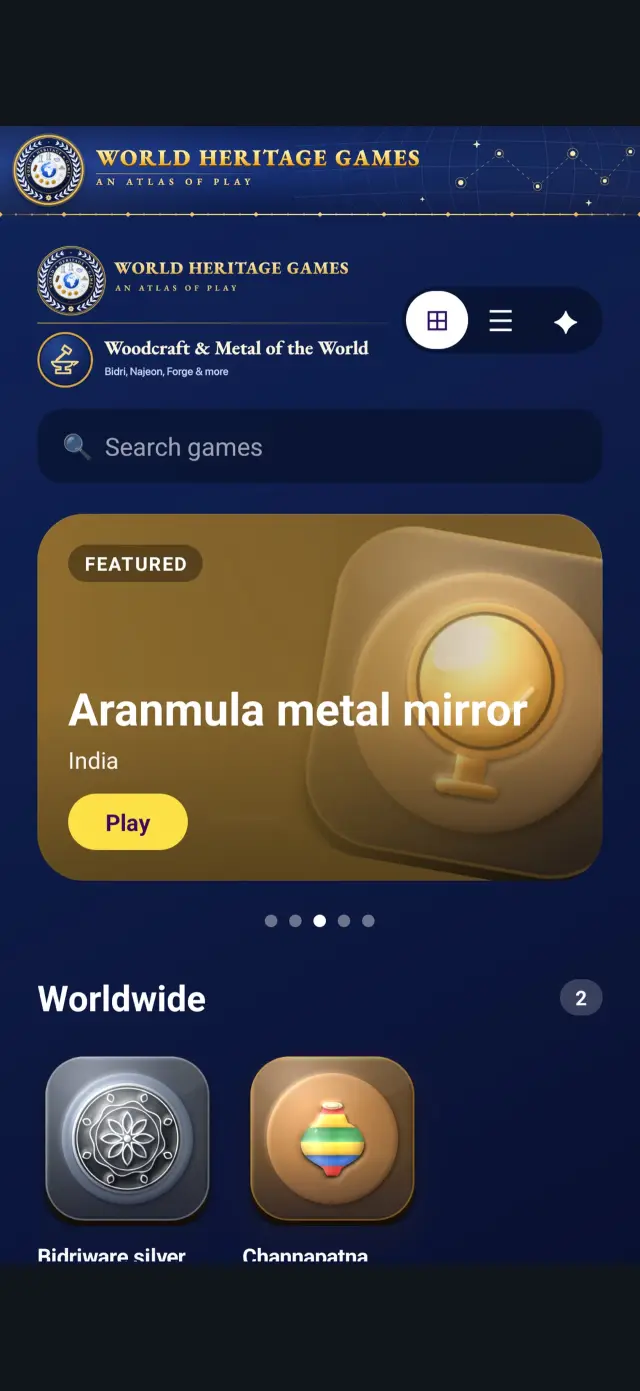 WORLD HERITAGE GAMES
AN ATLAS OF PLAY
WORLD HERITAGE GAMES
AN ATLAS OF PLAY
Woodcraft & Metal of the World
Bidri, Najeon, Forge & more
Search games
FEATURED
Aranmula metal mirror
India
Play
Worldwide
2
Bidriware silver
Channapatna